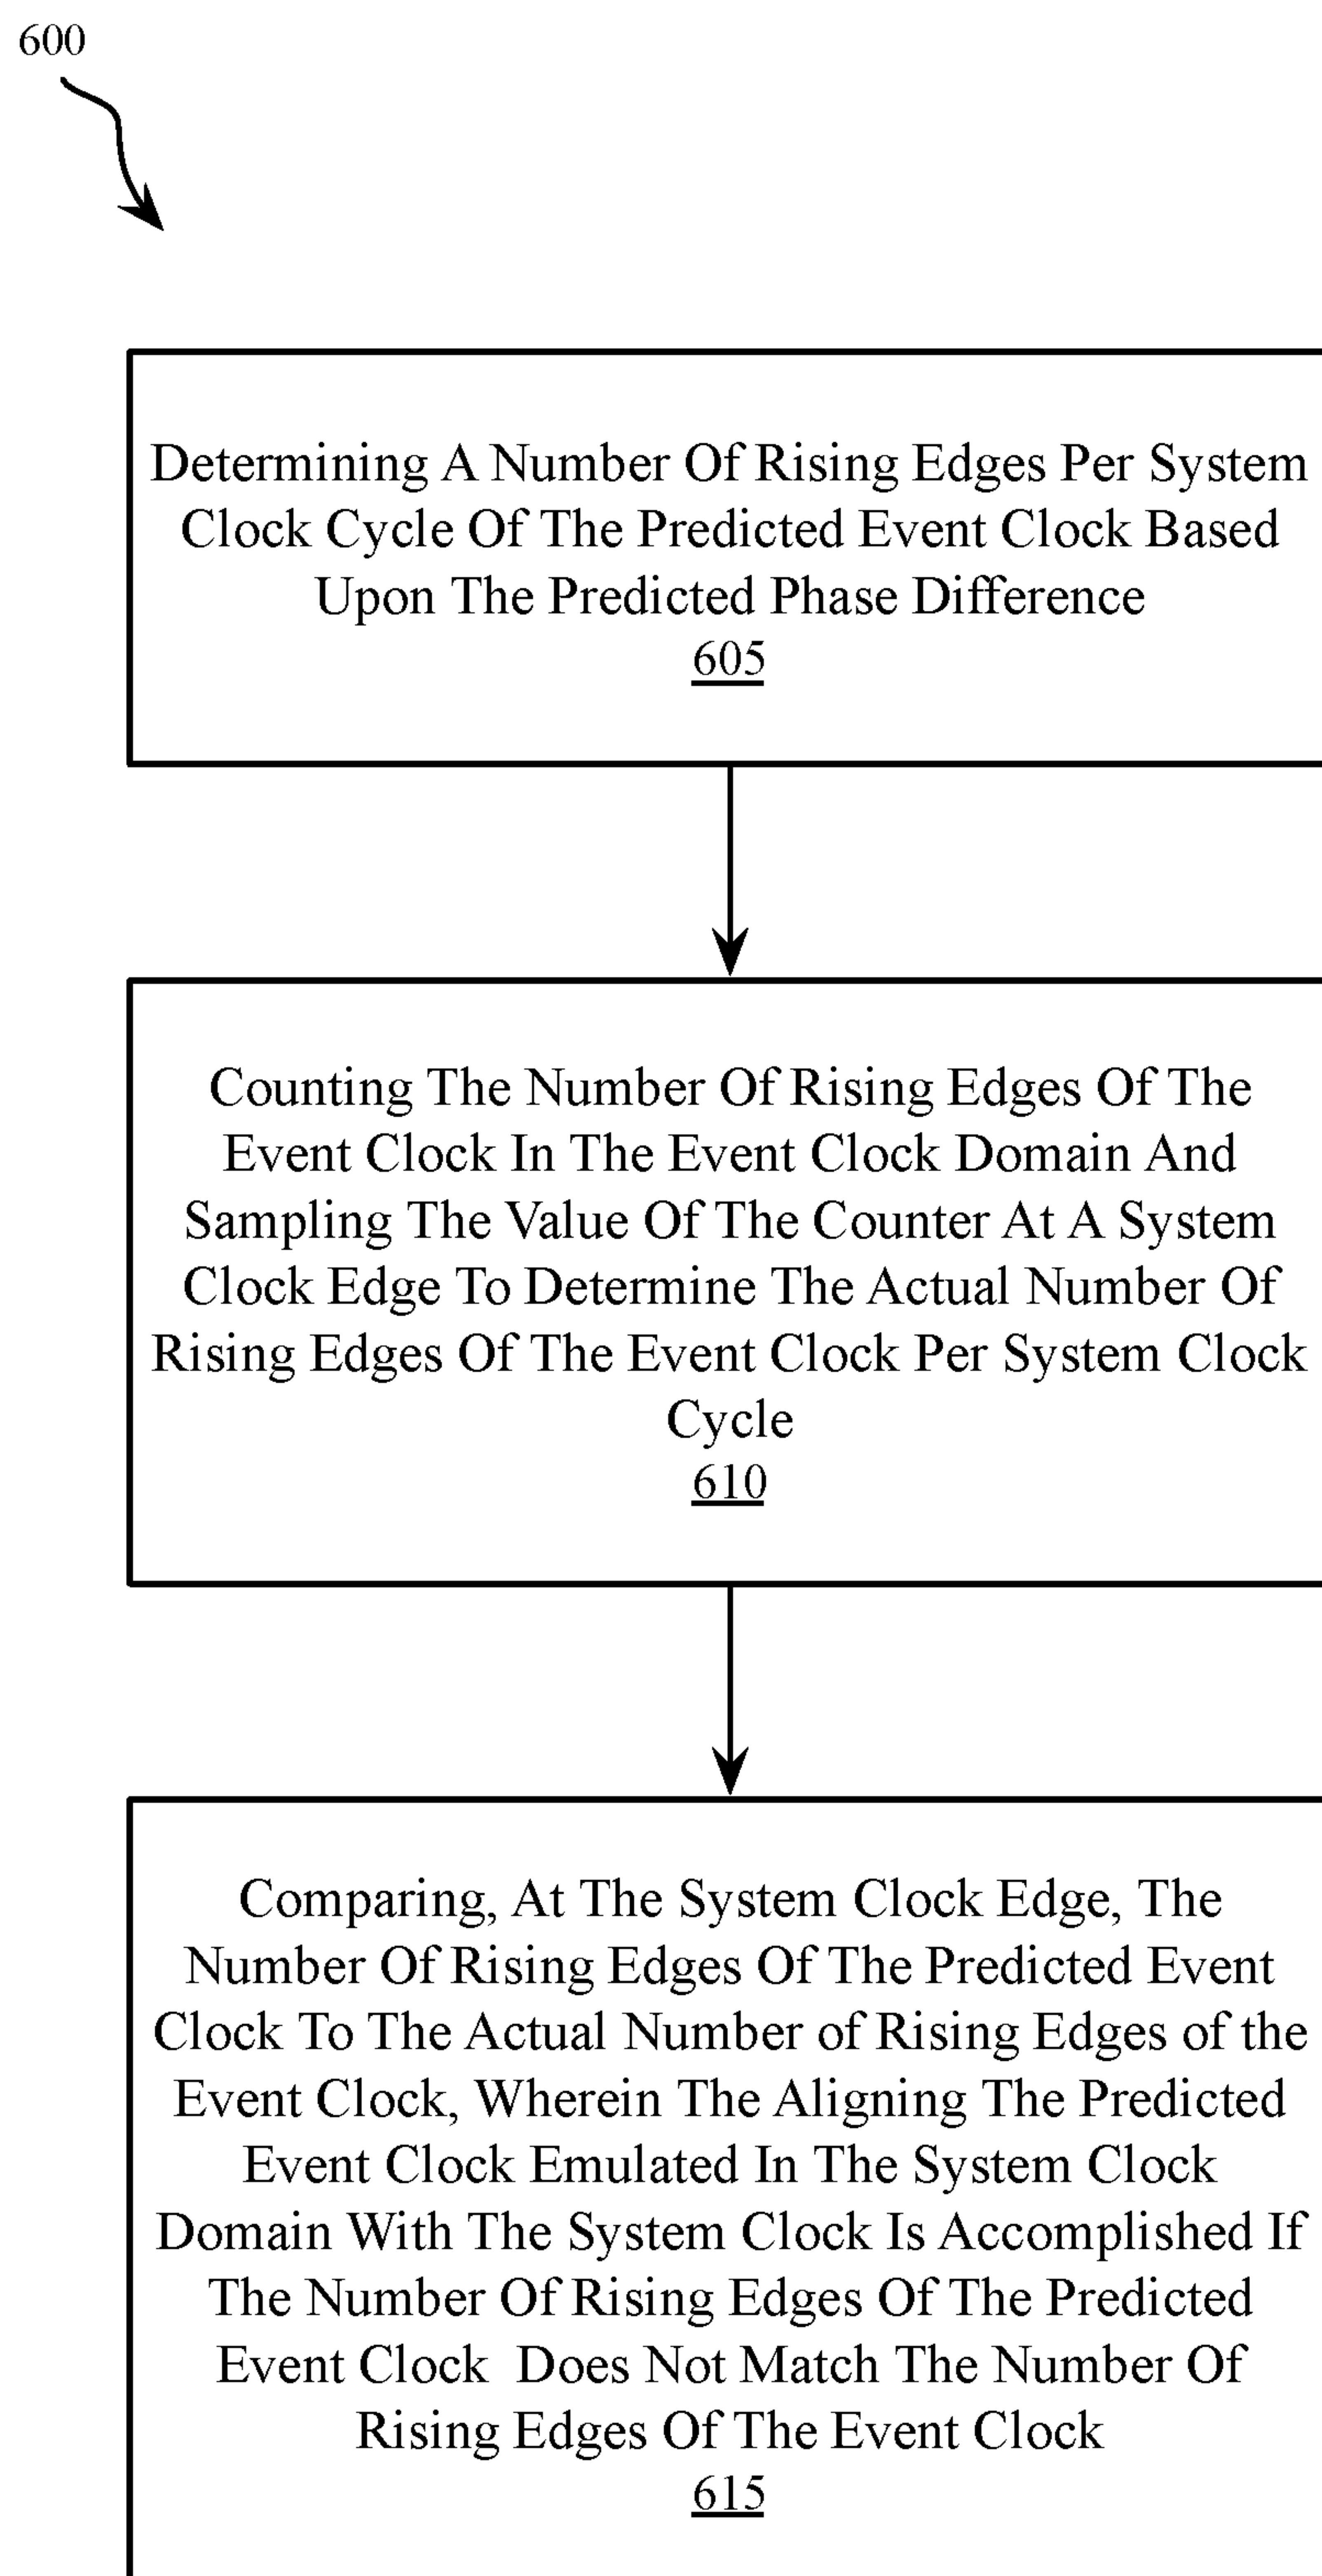 600
Determining A Number Of Rising Edges Per System
Clock Cycle Of The Predicted Event Clock Based
Upon The Predicted Phase Difference
605
Counting The Number Of Rising Edges Of The
Event Clock In The Event Clock Domain And
Sampling The Value Of The Counter At A System
Clock Edge To Determine The Actual Number Of
Rising Edges Of The Event Clock Per System Clock
Cycle
610
Comparing, At The System Clock Edge, The
Number Of Rising Edges Of The Predicted Event
Clock To The Actual Number of Rising Edges of the
Event Clock, Wherein The Aligning The Predicted
Event Clock Emulated In The System Clock
Domain With The System Clock Is Accomplished If
The Number Of Rising Edges Of The Predicted
Event Clock  Does Not Match The Number Of
Rising Edges Of The Event Clock
615